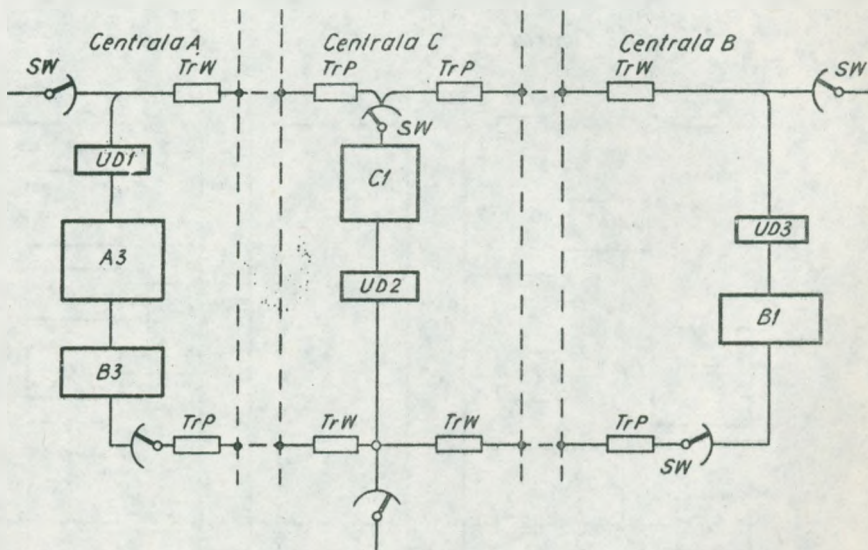 Centrala A
Centrala C
Centrala B
SW
TrW
TrP
TrP
TrW
SW
SW
UD1
C1
UD3
A3
UD2
B1
B3
TrP
TrW
TrW
TrP
SW